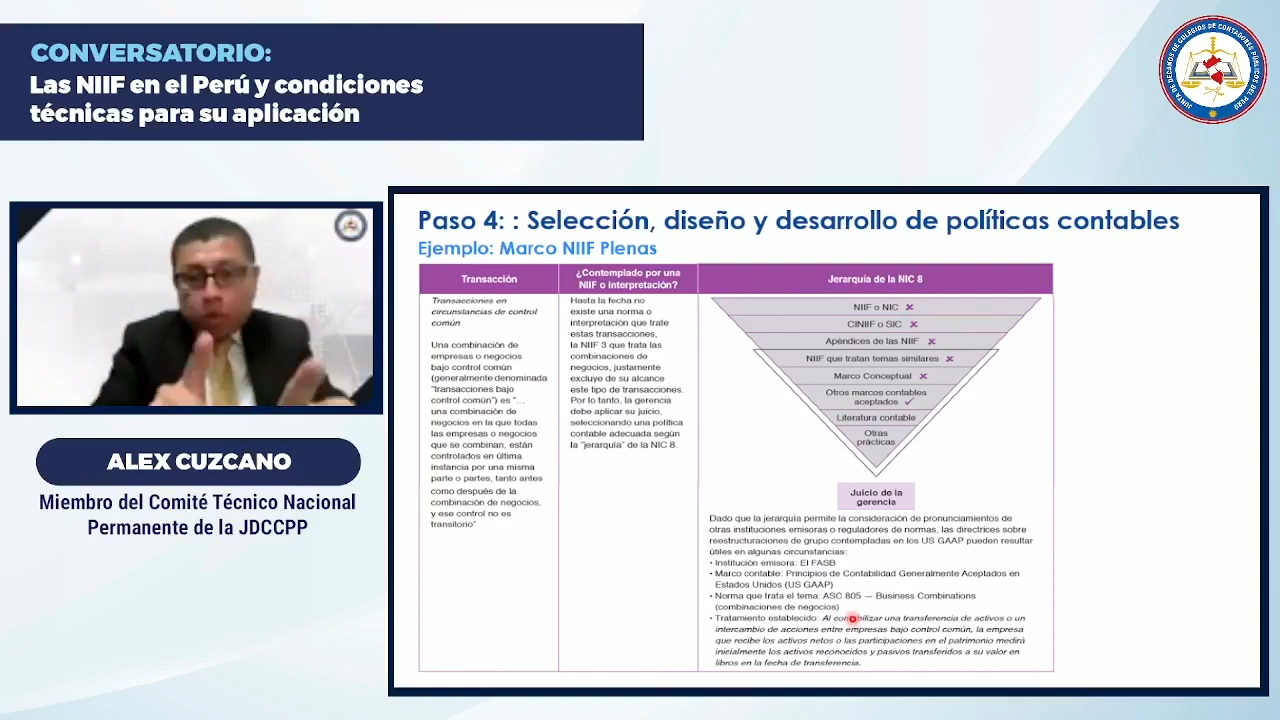 CONVERSATORIO:
Las NIIF en el Perú y condiciones
técnicas para su aplicación
JUNTA DE DECANOS DE COLEGIOS DE CONTADORES PÚBLICOS DEL PERÚ
ALEX CUZCANO
Miembro del Comité Técnico Nacional
Permanente de la JDCCPP
Paso 4: : Selección, diseño y desarrollo de políticas contables
Ejemplo: Marco NIIF Plenas
Transacción
Transacciones en
circunstancias de control
común
Una combinación de
empresas o negocios
bajo control común
(generalmente denominada
“transacciones bajo
control común”) es “…
una combinación de
negocios en la que todas
las empresas o negocios
que se combinan, están
controlados en última
instancia por una misma
parte o partes, tanto antes
como después de la
combinación de negocios,
y ese control no es
transitorio”
¿Contemplado por una
NIIF o interpretación?
Hasta la fecha no
existe una norma o
interpretación que trate
estas transacciones,
la NIIF 3 que trata las
combinaciones de
negocios, justamente
excluye de su alcance
este tipo de transacciones.
Por lo tanto, la gerencia
debe aplicar su juicio,
seleccionando una política
contable adecuada según
la “jerarquía” de la NIC 8.
Jerarquía de la NIC 8
NIIF o NIC ✗
CINIIF o SIC ✗
Apéndices de las NIIF ✗
NIIF que tratan temas similares ✗
Marco Conceptual ✗
Otros marcos contables
aceptados ✓
Literatura contable
Otras
prácticas
Juicio de la
gerencia
Dado que la jerarquía permite la consideración de pronunciamientos de
otras instituciones emisoras o reguladores de normas, las directrices sobre
reestructuraciones de grupo contempladas en los US GAAP pueden resultar
útiles en algunas circunstancias:
• Institución emisora: El FASB
• Marco contable: Principios de Contabilidad Generalmente Aceptados en
Estados Unidos (US GAAP)
• Norma que trata el tema: ASC 805 — Business Combinations
(combinaciones de negocios)
• Tratamiento establecido: Al contabilizar una transferencia de activos o un
intercambio de acciones entre empresas bajo control común, la empresa
que recibe los activos netos o las participaciones en el patrimonio medirá
inicialmente los activos reconocidos y pasivos transferidos a su valor en
libros en la fecha de transferencia.